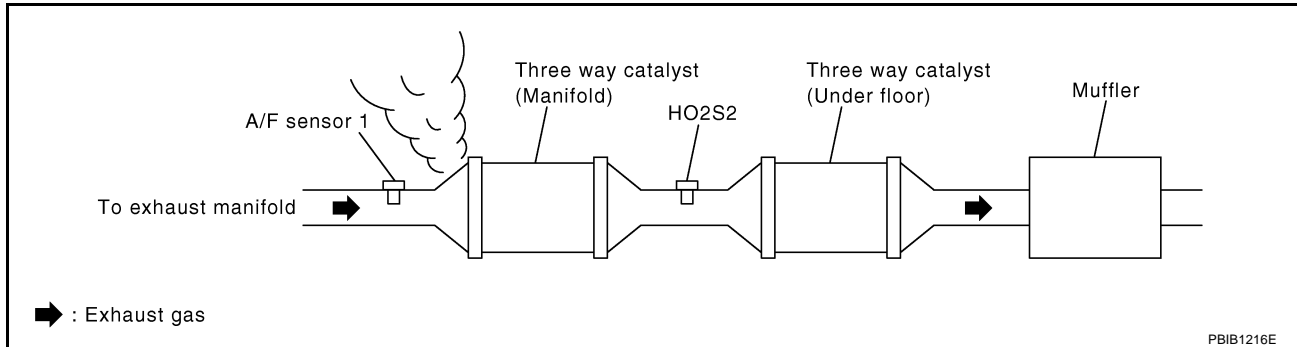 Three way catalyst
(Manifold)
Three way catalyst
(Under floor)
Muffler
HO2S2
A/F sensor 1
To exhaust manifold
: Exhaust gas
PBIB1216E